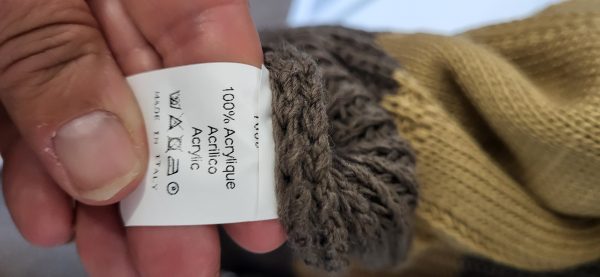 100% Acrylique
Acrilico
Acrylic
MADE IN ITALY